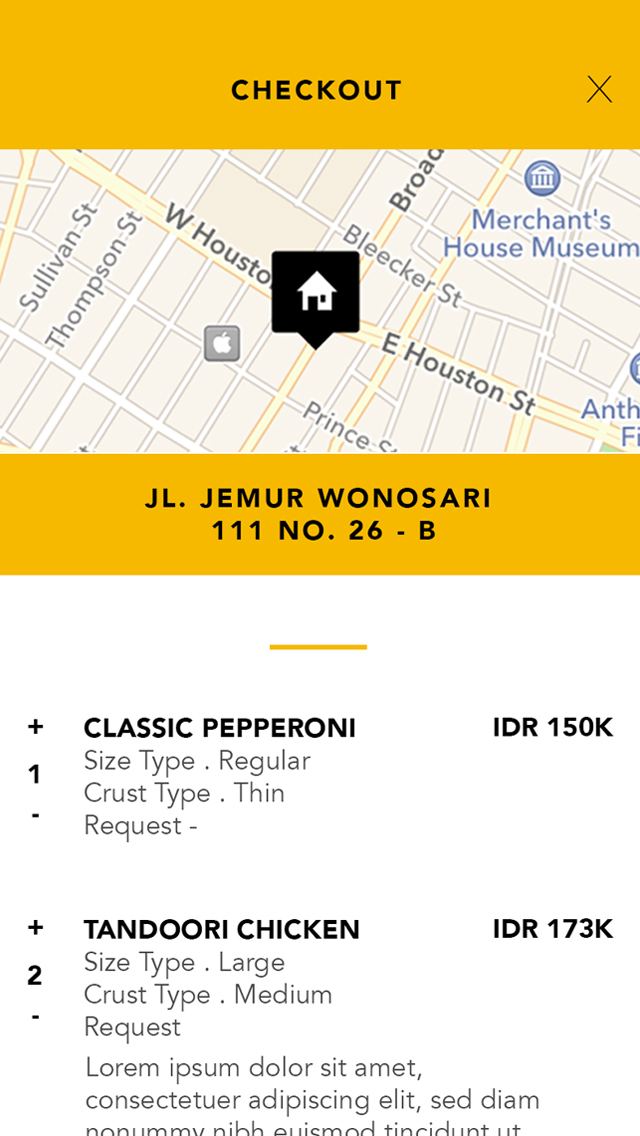 CHECKOUT
Broad
Merchant's
House Museum
Sullivan St
Thompson St
W Housto
Bleecker St
E Houston St
Anth
Fi
Prince S
JL. JEMUR WONOSARI
111 NO. 26 - B
+
CLASSIC PEPPERONI
IDR 150K
Size Type . Regular
1
Crust Type . Thin
-
Request -
+
TANDOORI CHICKEN
IDR 173K
Size Type . Large
2
Crust Type . Medium
-
Request
Lorem ipsum dolor sit amet,
consectetuer adipiscing elit, sed diam
nonummy nibh euismod tincidunt ut